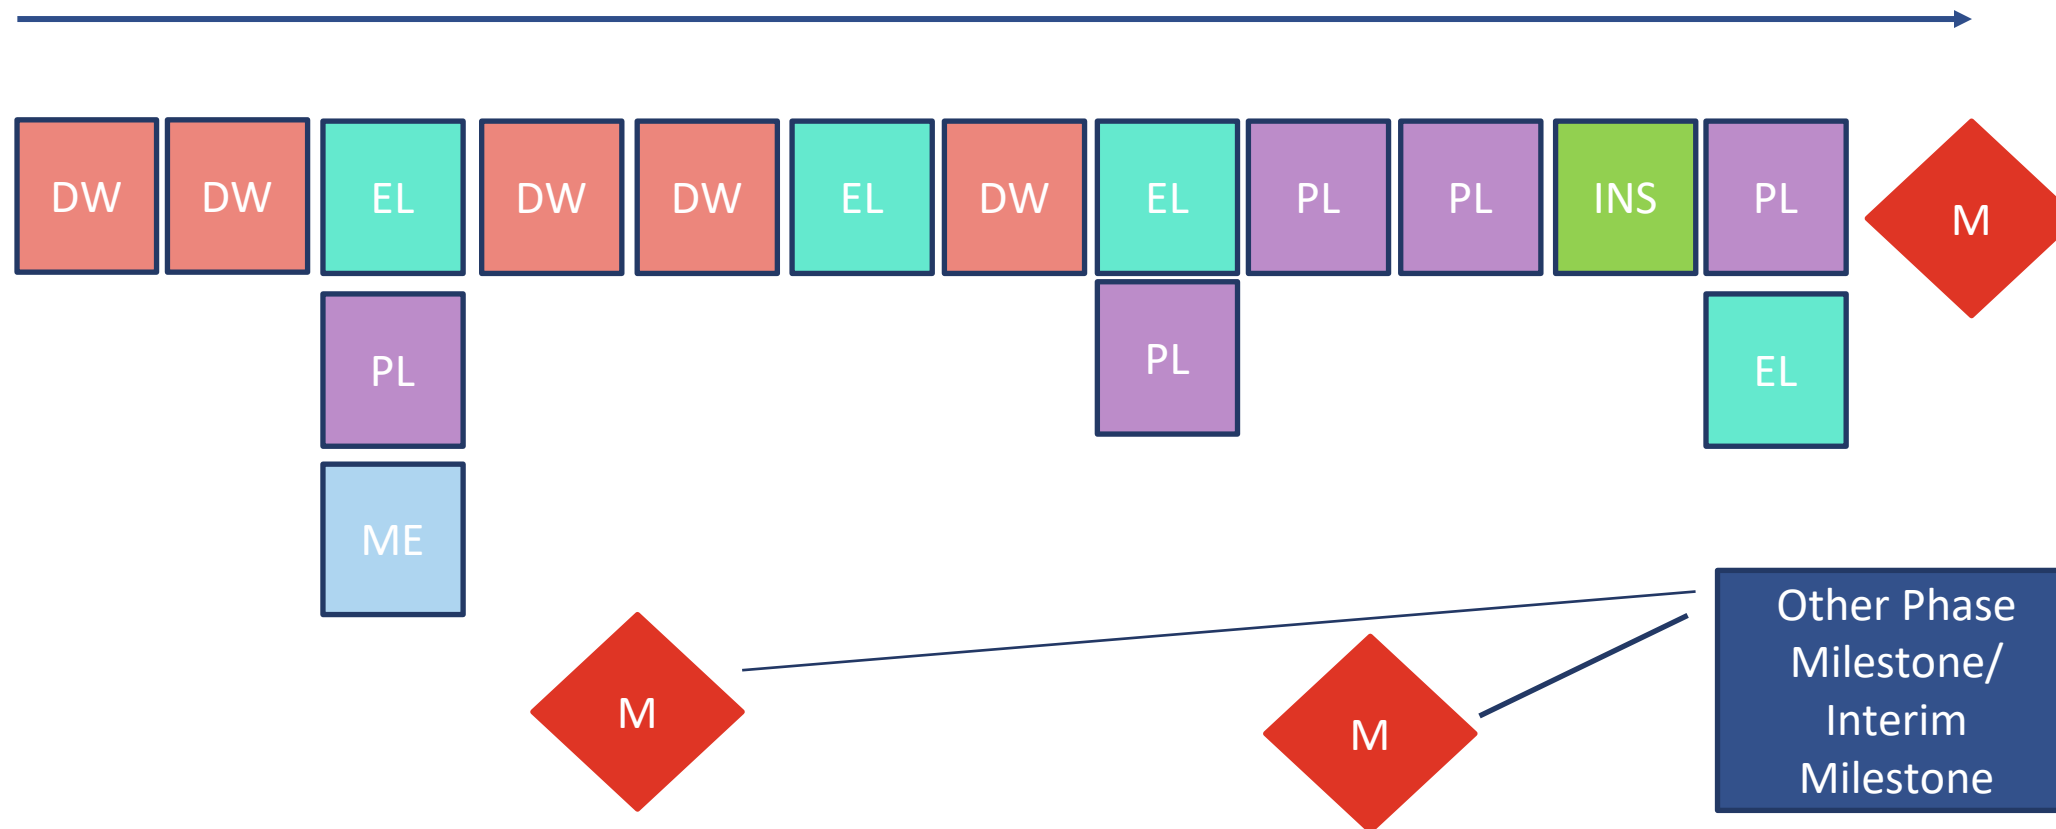 DW
DW
EL
DW
DW
EL
DW
EL
PL
PL
INS
PL
M
PL
PL
EL
ME
M
M
Other Phase
Milestone/
Interim
Milestone